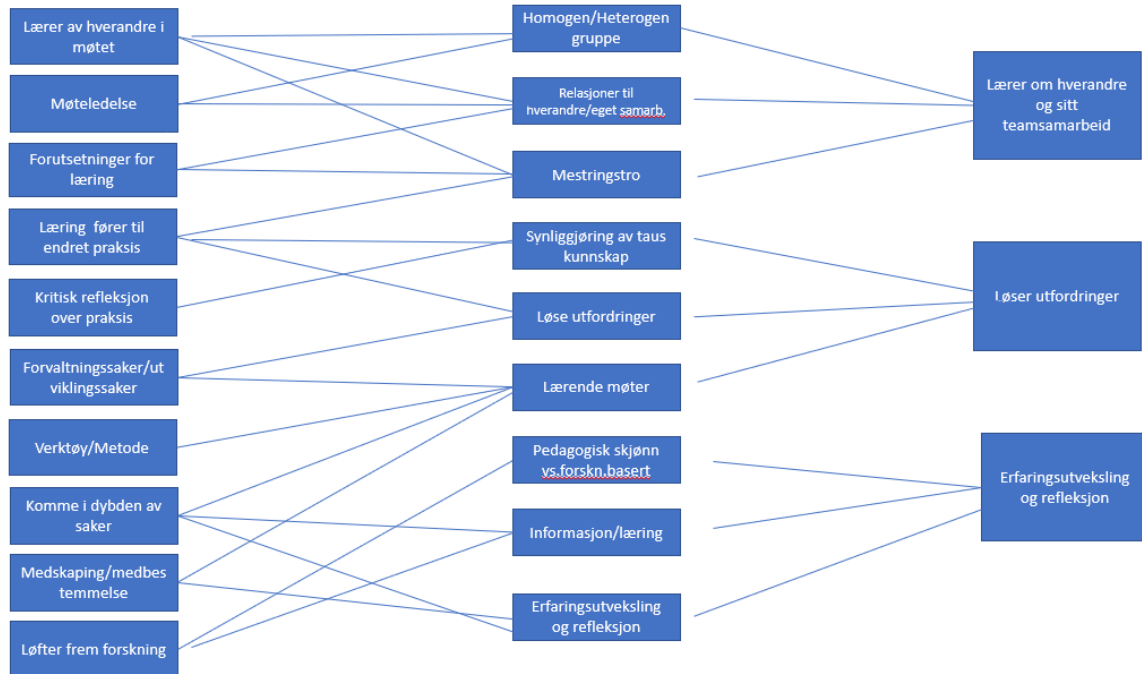 Lærer av hverandre i
møtet
Møteledelse
Forutsetninger for
læring
Læring  fører til
endret praksis
Kritisk refleksjon
over praksis
Forvaltningssaker/ut
viklingssaker
Verktøy/Metode
Komme i dybden av
saker
Medskaping/medbes
temmelse
Løfter frem forskning
Homogen/Heterogen
gruppe
Relasjoner til
hverandre/eget samarb.
Mestringstro
Synliggjøring av taus
kunnskap
Løse utfordringer
Lærende møter
Pedagogisk skjønn
vs.forskn.basert
Informasjon/læring
Erfaringsutveksling
og refleksjon
Lærer om hverandre
og sitt
teamsamarbeid
Løser utfordringer
Erfaringsutveksling
og refleksjon